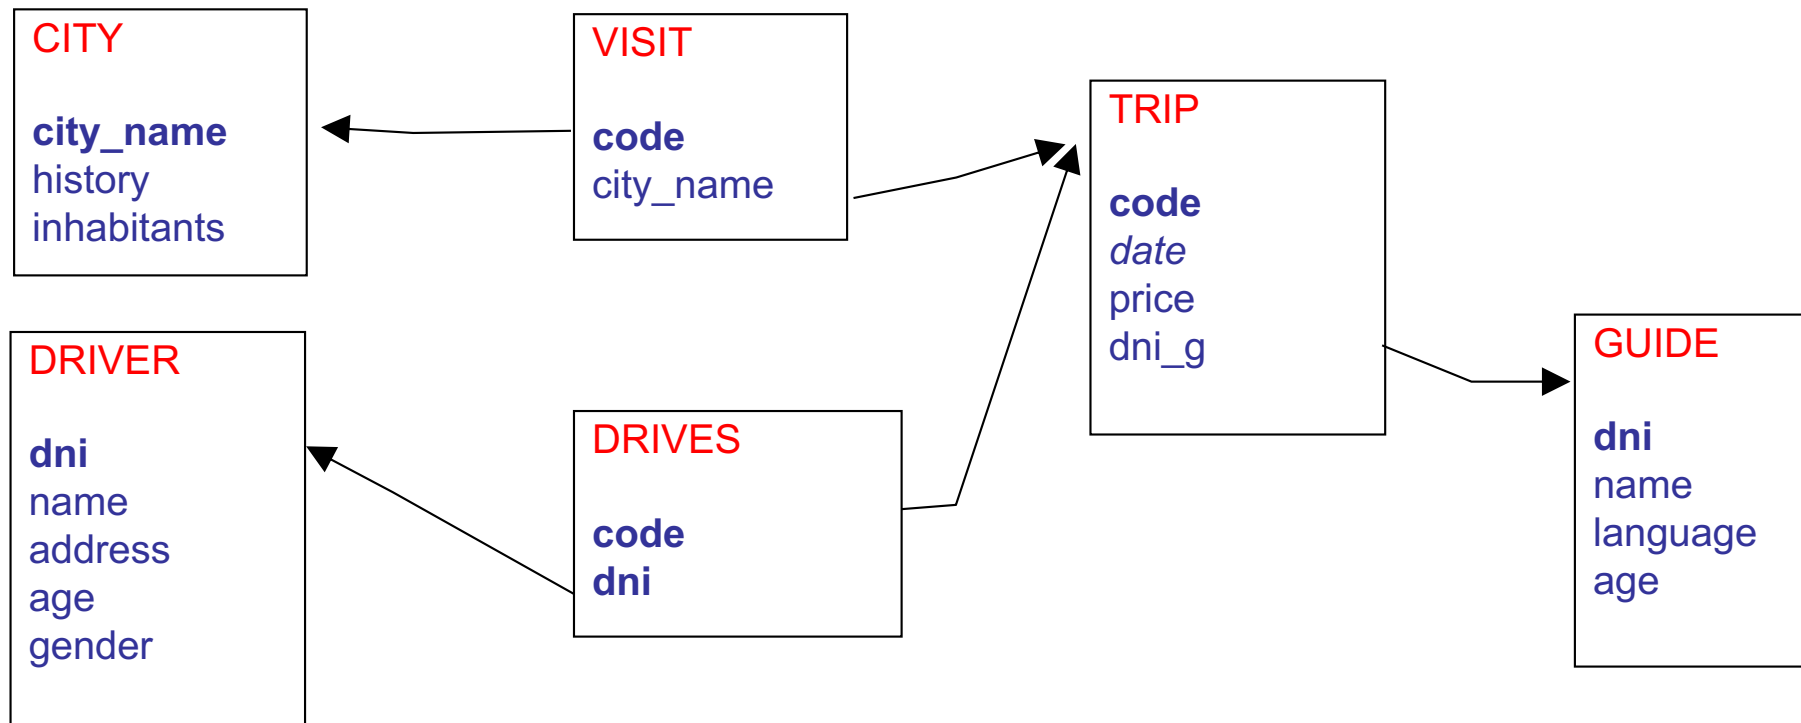 CITY
city_name
history
inhabitants
VISIT
code
city_name
TRIP
code
date
price
dni_g
DRIVER
dni
name
address
age
gender
DRIVES
code
dni
GUIDE
dni
name
language
age